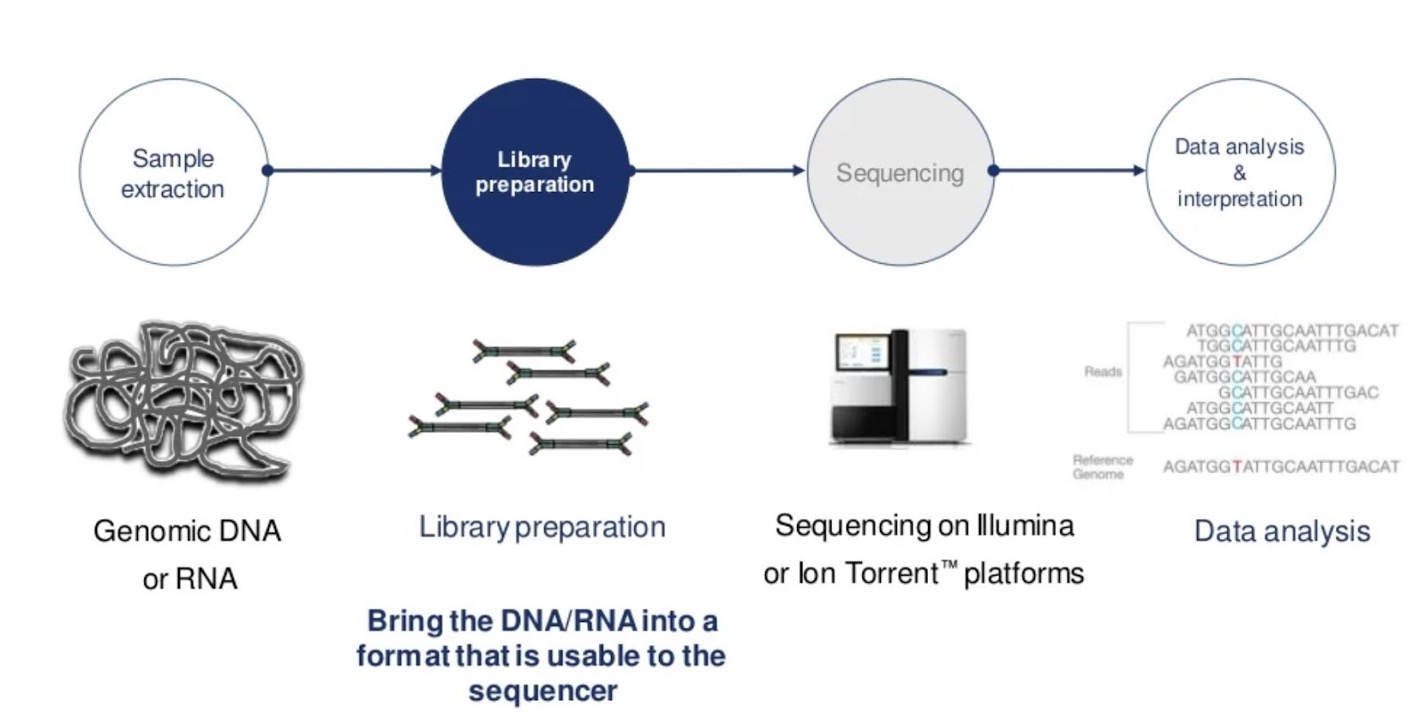 Sample
extraction
Library
preparation
Sequencing
Data analysis
&
interpretation
Genomic DNA
or RNA
Library preparation
Bring the DNA/RNA into a
format that is usable to the
sequencer
Sequencing on Illumina
or Ion Torrent™ platforms
Reads
ATGGCATTGCAATTTGACAT
TGGCATTGCAATTTG
AGATGGTATTG
GATGGCATTGCAA
GCATTGCAATTTGAC
ATGGCATTGCAATT
AGATGGCATTGCAATTTG
Reference
Genome
AGATGGTATTGCAATTTGACAT
Data analysis